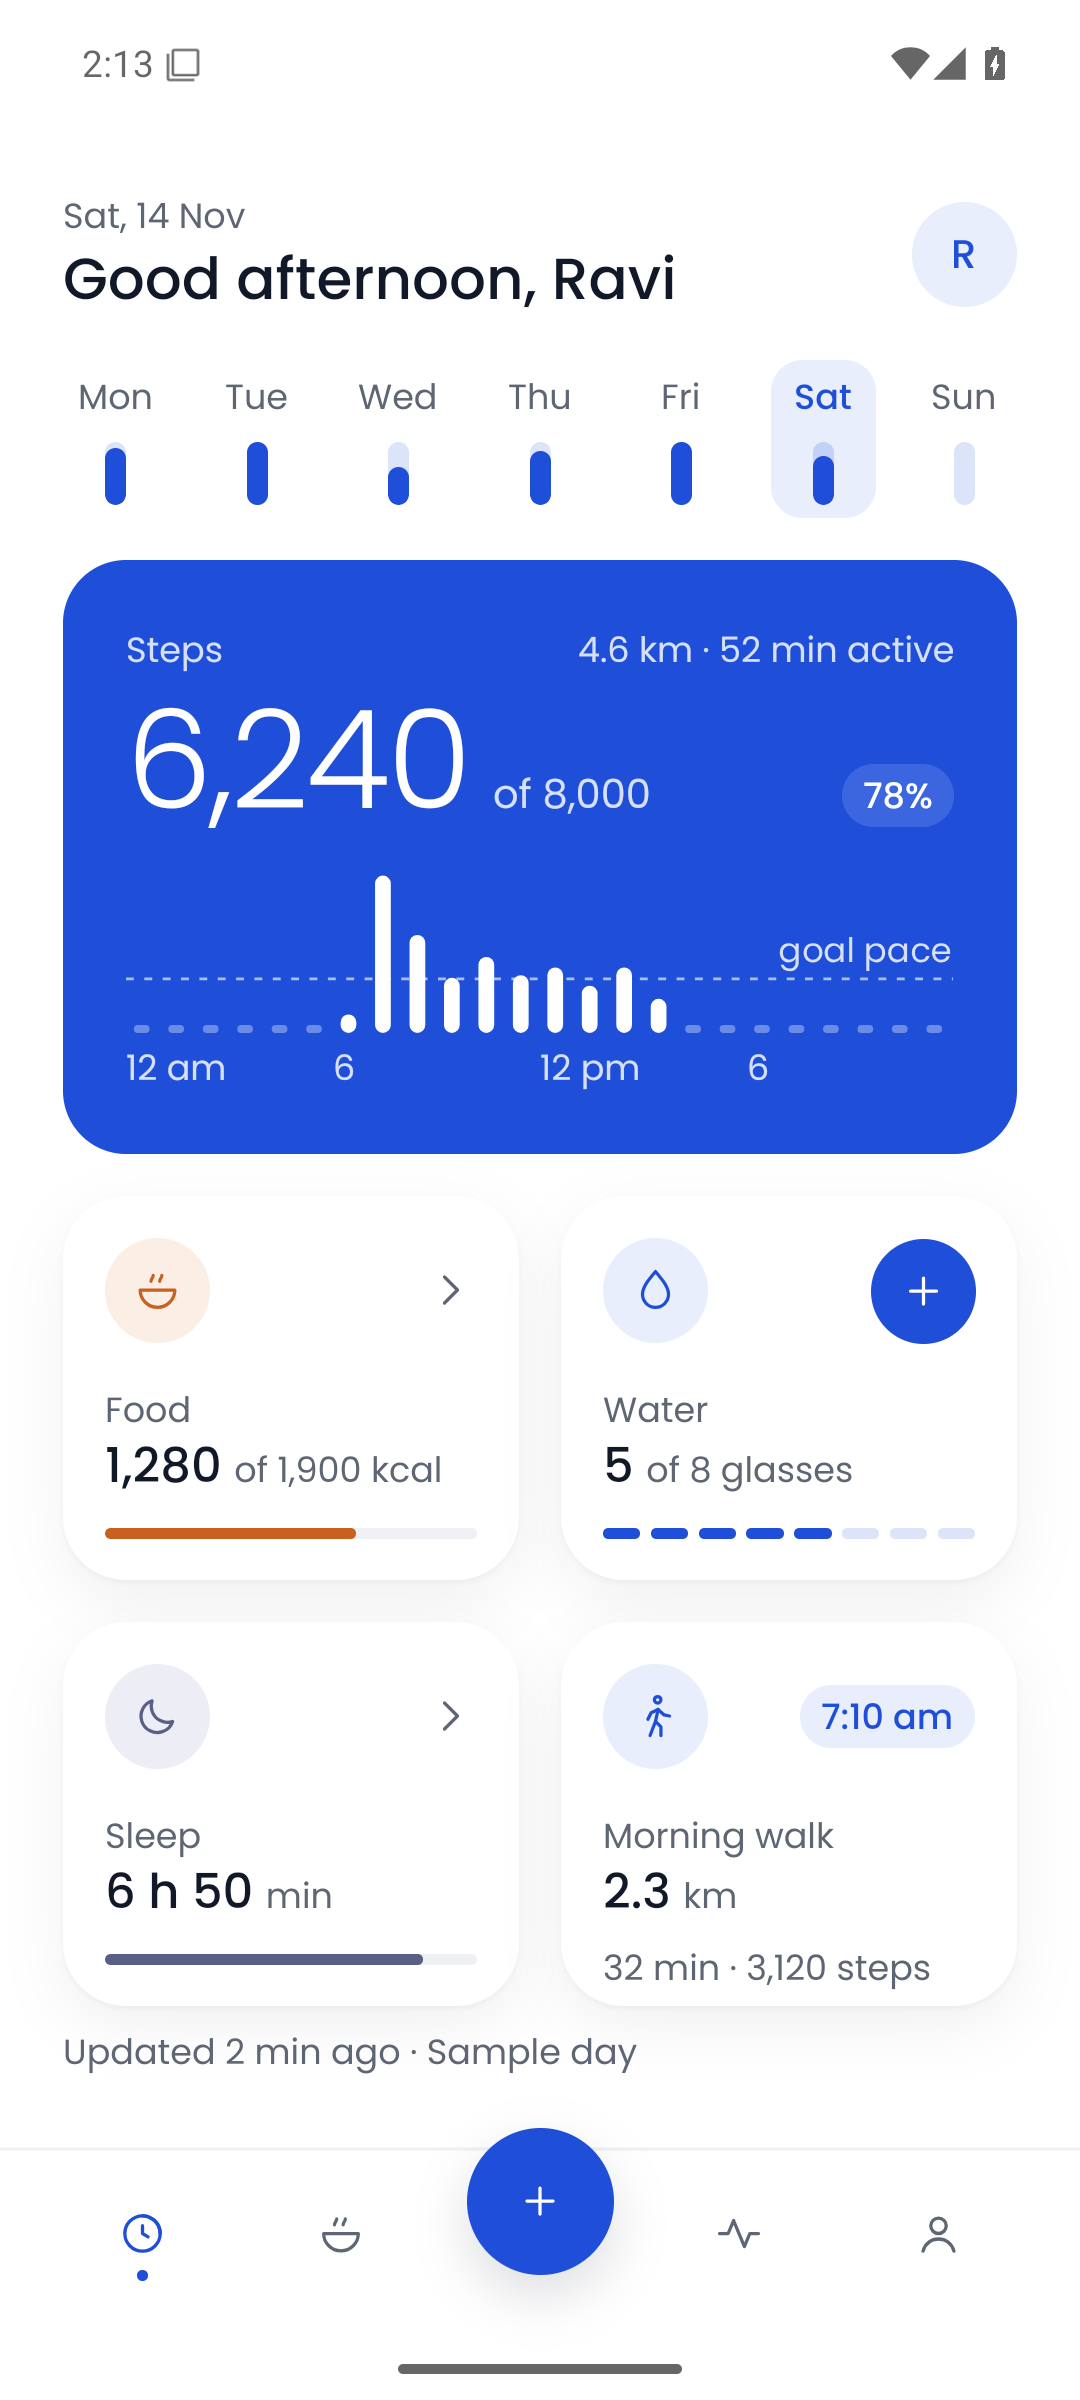 2:13
Sat, 14 Nov
Good afternoon, Ravi
R
Mon Tue Wed Thu Fri Sat Sun
Steps 4.6 km · 52 min active
6,240 of 8,000 78%
goal pace
12 am 6 12 pm 6
Food
1,280 of 1,900 kcal
Water
5 of 8 glasses
Sleep
6 h 50 min
7:10 am
Morning walk
2.3 km
32 min · 3,120 steps
Updated 2 min ago · Sample day